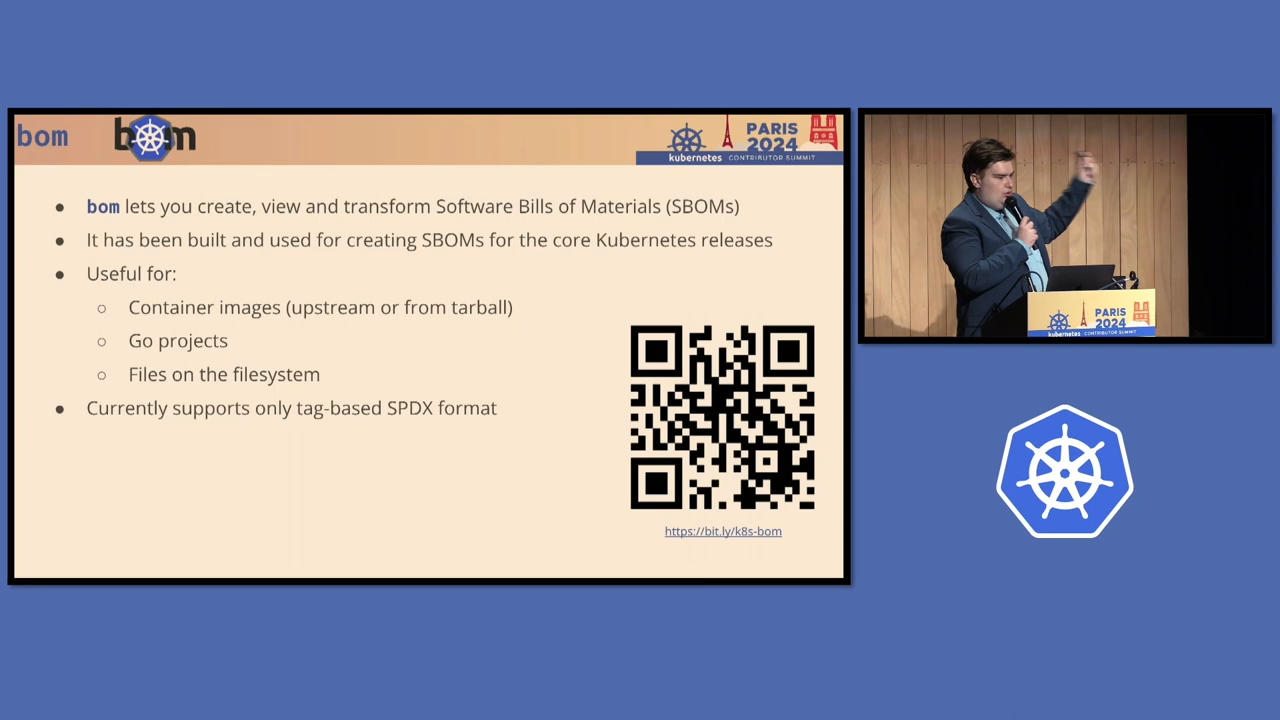 bom
bom
PARIS
2024
kubernetes CONTRIBUTOR SUMMIT
● bom lets you create, view and transform Software Bills of Materials (SBOMs)
● It has been built and used for creating SBOMs for the core Kubernetes releases
● Useful for:
○ Container images (upstream or from tarball)
○ Go projects
○ Files on the filesystem
● Currently supports only tag-based SPDX format
https://bit.ly/k8s-bom
PARIS
2024
kubernetes CONTRIBUTOR SUMMIT